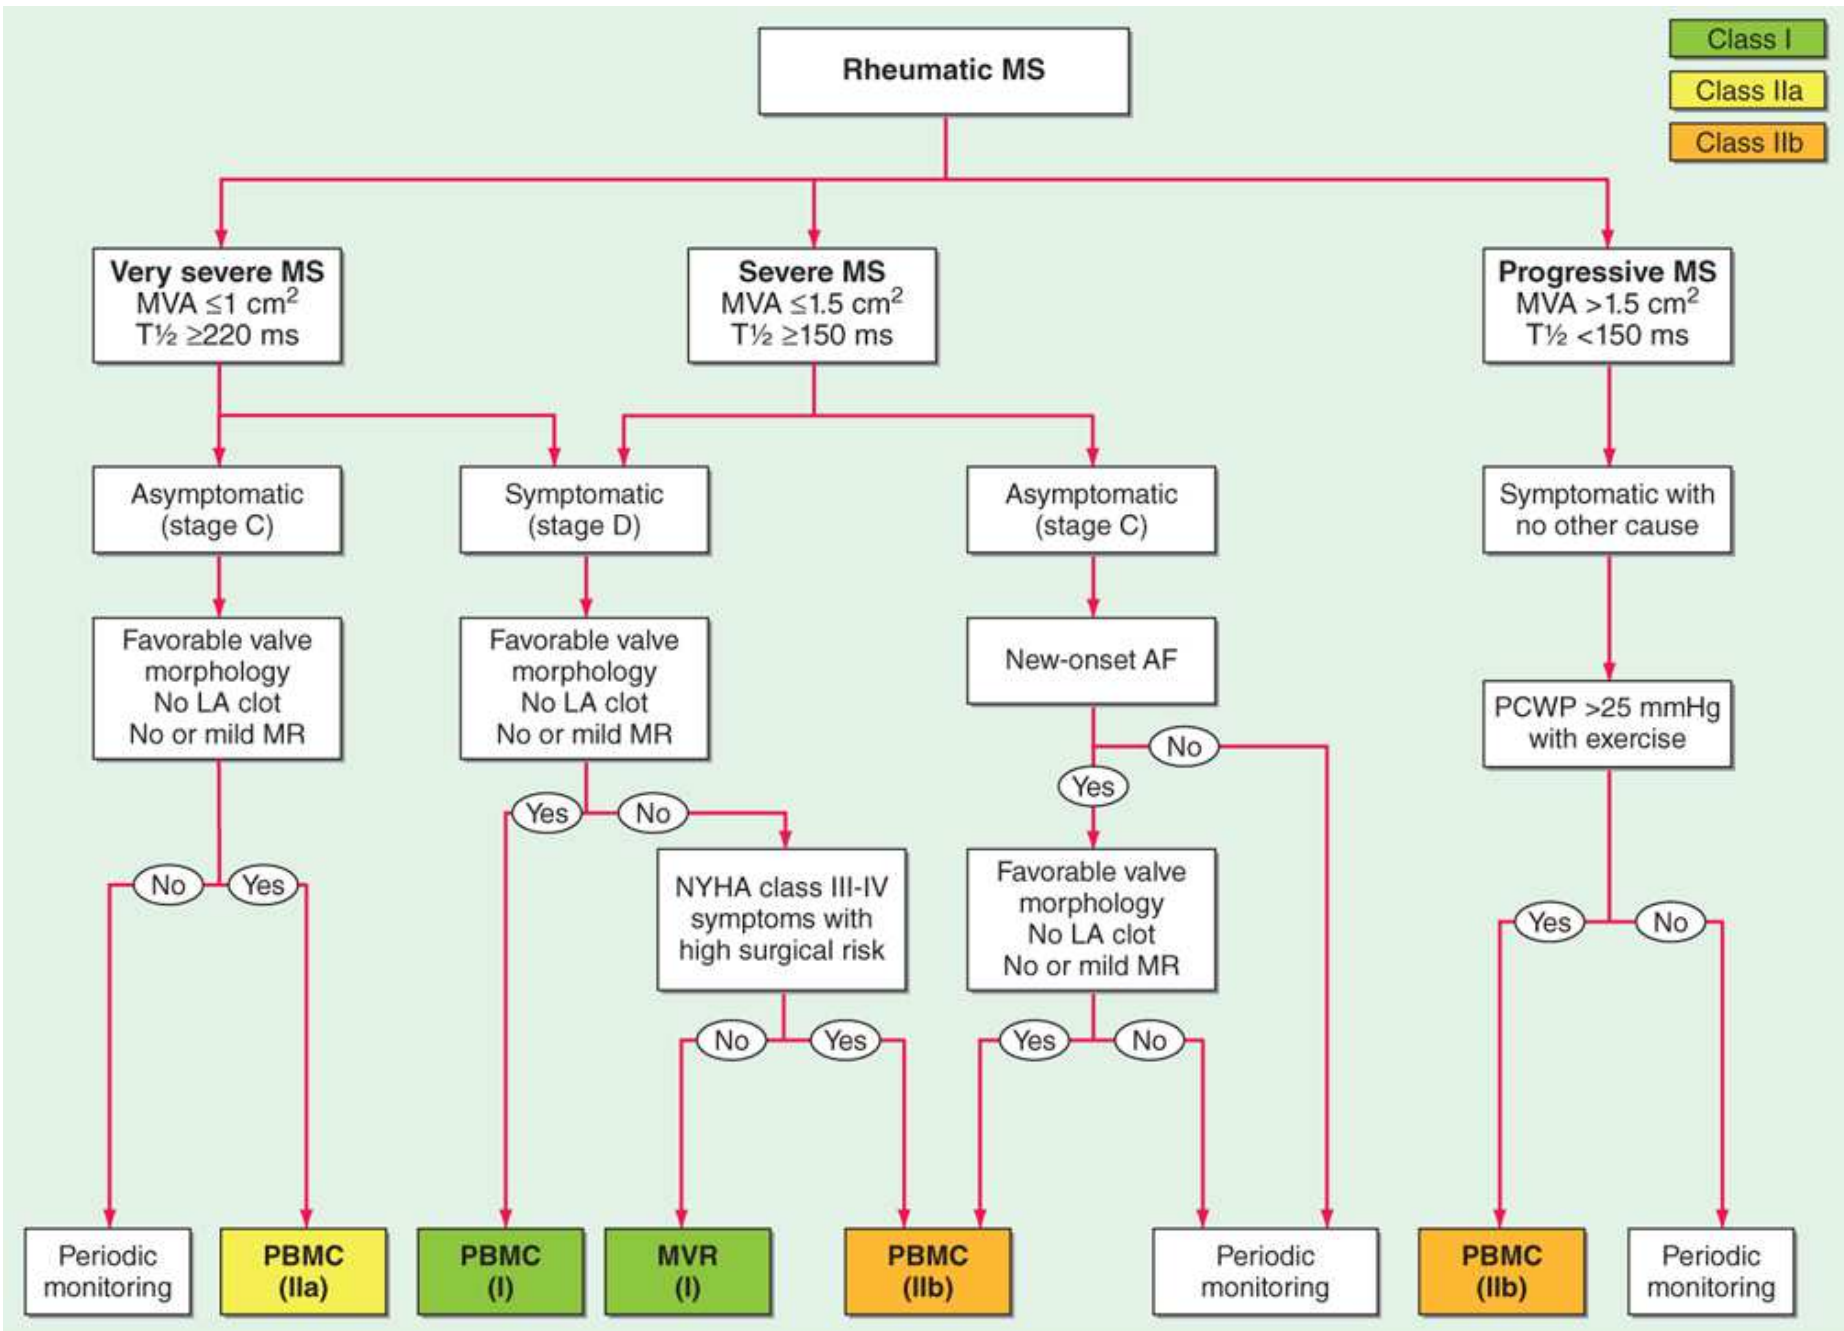 Rheumatic MS
Class I
Class IIa
Class IIb
Very severe MS
MVA ≤1 cm²
T½ ≥220 ms
Severe MS
MVA ≤1.5 cm²
T½ ≥150 ms
Progressive MS
MVA >1.5 cm²
T½ <150 ms
Asymptomatic
(stage C)
Symptomatic
(stage D)
Asymptomatic
(stage C)
Symptomatic with
no other cause
Favorable valve
morphology
No LA clot
No or mild MR
Favorable valve
morphology
No LA clot
No or mild MR
New-onset AF
PCWP >25 mmHg
with exercise
No
Yes
Yes
No
NYHA class III-IV
symptoms with
high surgical risk
Favorable valve
morphology
No LA clot
No or mild MR
No
Yes
Yes
No
No
Yes
Yes
No
Periodic
monitoring
PBMC
(IIa)
PBMC
(I)
MVR
(I)
PBMC
(IIb)
Periodic
monitoring
PBMC
(IIb)
Periodic
monitoring